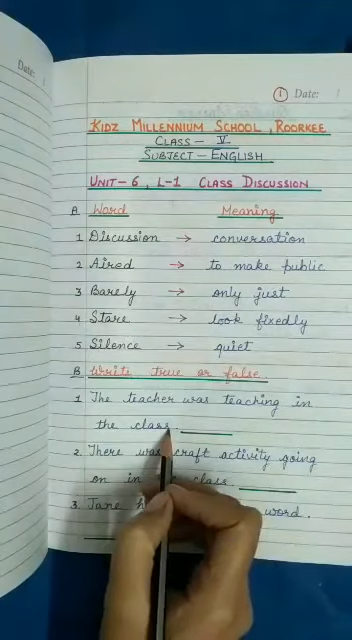 Date:
① Date:
KIDZ MILLENNIUM SCHOOL, ROORKEE
CLASS - V
SUBJECT - ENGLISH
UNIT-6, L-1 CLASS DISCUSSION
A. Word Meaning
1 Discussion → conversation
2 Aired → to make public
3 Barely → only just
4 Stare → look fixedly
5 Silence → quiet
B Write true or false.
1 The teacher was teaching in
the class. ______
2. There was craft activity going
on in class ______
3. Jane word.